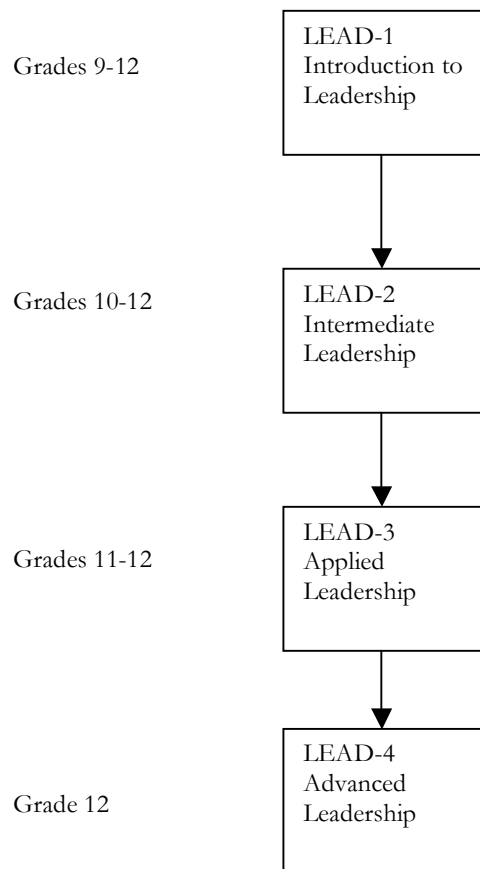 Grades 9-12
LEAD-1
Introduction to
Leadership
Grades 10-12
LEAD-2
Intermediate
Leadership
Grades 11-12
LEAD-3
Applied
Leadership
Grade 12
LEAD-4
Advanced
Leadership